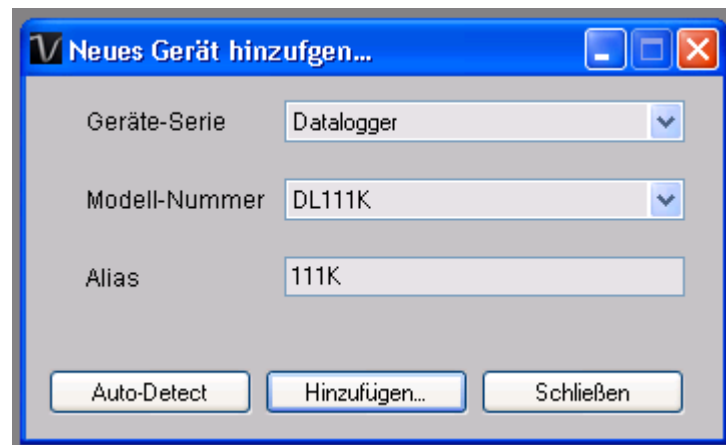 Neues Gerät hinzufgen...
Geräte-Serie Datalogger
Modell-Nummer DL111K
Alias 111K
Auto-Detect Hinzufügen... Schließen